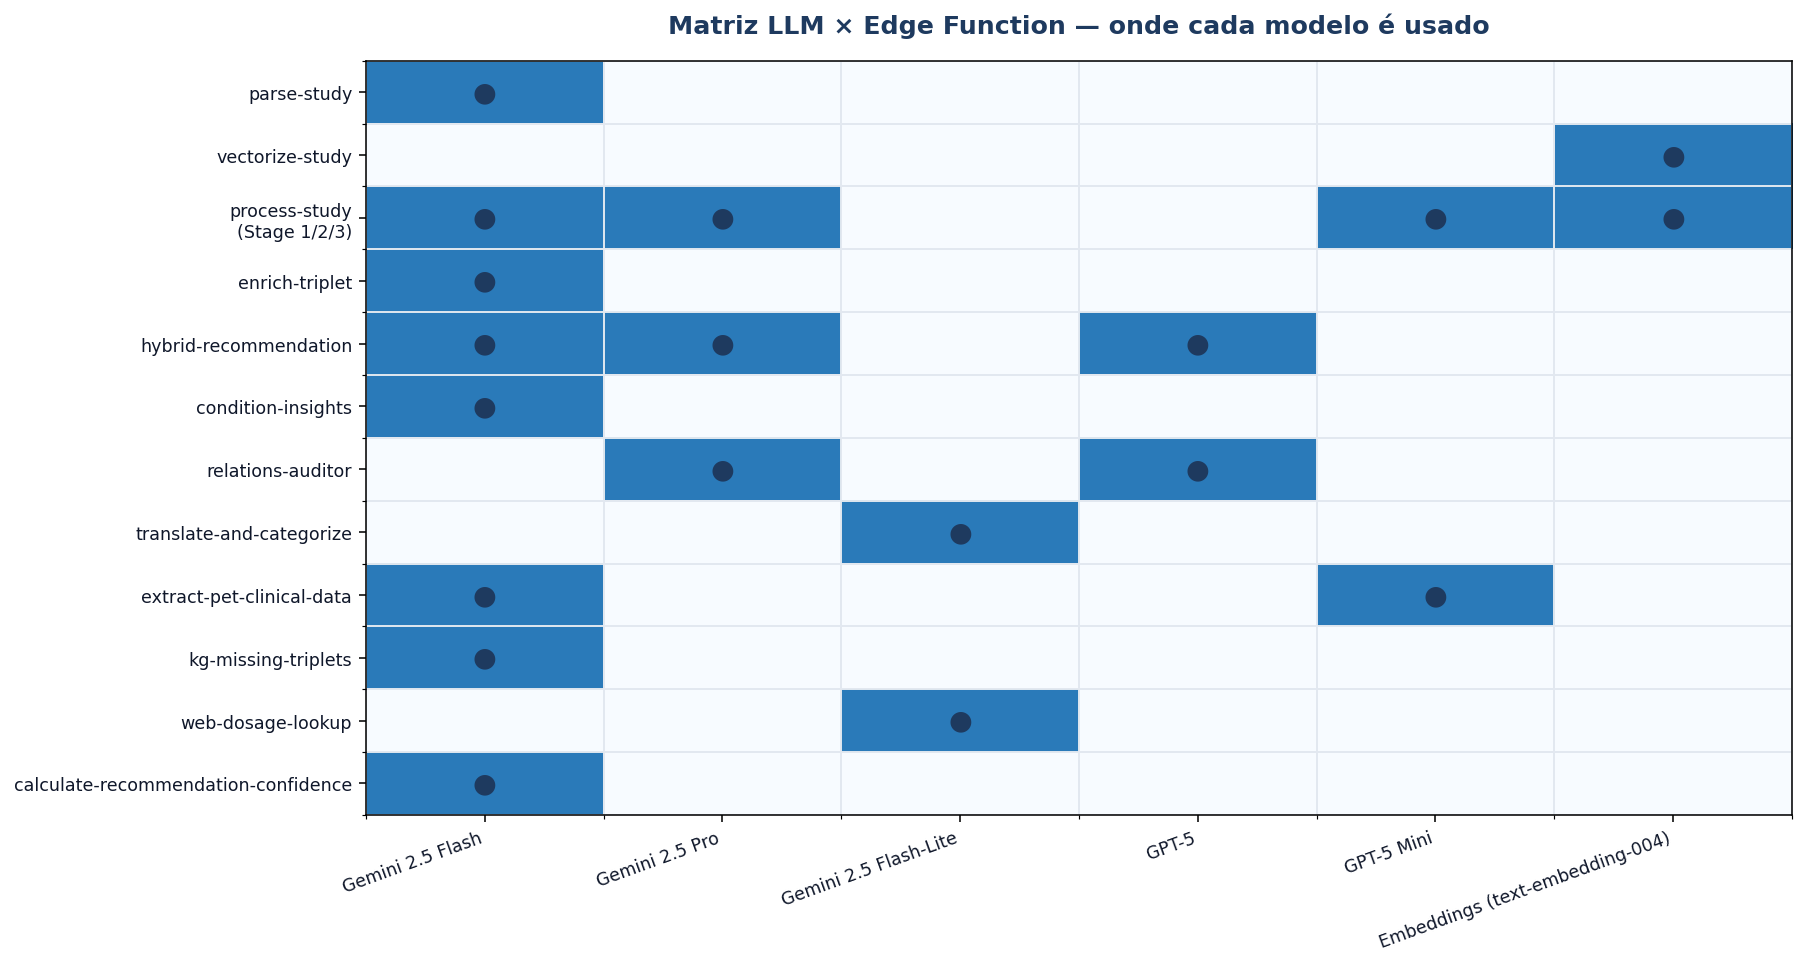 Matriz LLM × Edge Function — onde cada modelo é usado
parse-study
vectorize-study
process-study
(Stage 1/2/3)
enrich-triplet
hybrid-recommendation
condition-insights
relations-auditor
translate-and-categorize
extract-pet-clinical-data
kg-missing-triplets
web-dosage-lookup
calculate-recommendation-confidence
Gemini 2.5 Flash
Gemini 2.5 Pro
Gemini 2.5 Flash-Lite
GPT-5
GPT-5 Mini
Embeddings (text-embedding-004)